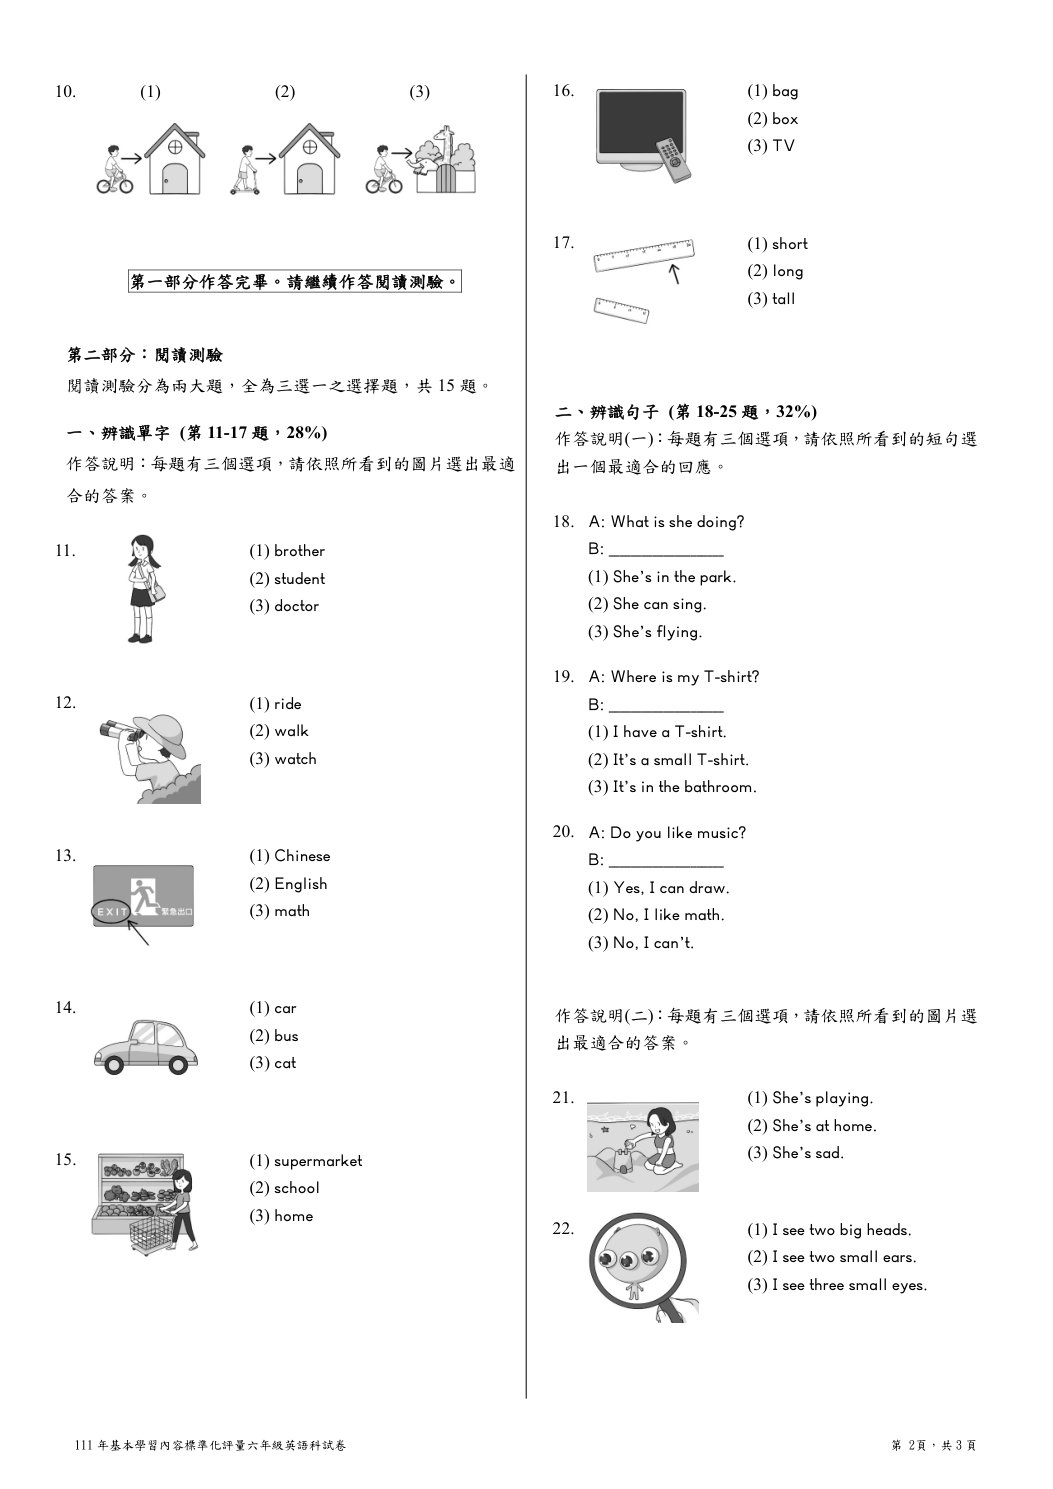 10. (1) (2) (3)
第一部分作答完畢。請繼續作答閱讀測驗。
第二部分：閱讀測驗
閱讀測驗分為兩大題，全為三選一之選擇題，共 15 題。
一、辨識單字 (第 11-17 題，28%)
作答說明：每題有三個選項，請依照所看到的圖片選出最適
合的答案。
11. (1) brother
(2) student
(3) doctor
12. (1) ride
(2) walk
(3) watch
13. (1) Chinese
(2) English
(3) math
EXIT 緊急出口
14. (1) car
(2) bus
(3) cat
15. (1) supermarket
(2) school
(3) home
16. (1) bag
(2) box
(3) TV
17. (1) short
(2) long
(3) tall
二、辨識句子 (第 18-25 題，32%)
作答說明(一)：每題有三個選項，請依照所看到的短句選
出一個最適合的回應。
18. A: What is she doing?
B: ______________
(1) She's in the park.
(2) She can sing.
(3) She's flying.
19. A: Where is my T-shirt?
B: ______________
(1) I have a T-shirt.
(2) It's a small T-shirt.
(3) It's in the bathroom.
20. A: Do you like music?
B: ______________
(1) Yes, I can draw.
(2) No, I like math.
(3) No, I can't.
作答說明(二)：每題有三個選項，請依照所看到的圖片選
出最適合的答案。
21. (1) She's playing.
(2) She's at home.
(3) She's sad.
22. (1) I see two big heads.
(2) I see two small ears.
(3) I see three small eyes.
111 年基本學習內容標準化評量六年級英語科試卷
第 2頁，共 3 頁